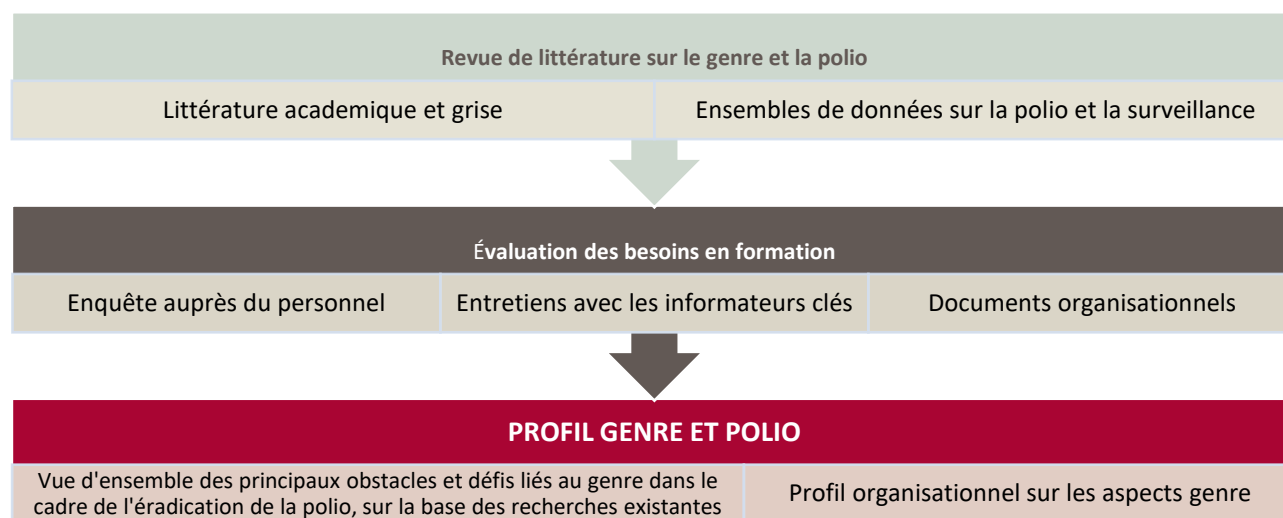 Revue de littérature sur le genre et la polio
Littérature academique et grise
Ensembles de données sur la polio et la surveillance
Évaluation des besoins en formation
Enquête auprès du personnel
Entretiens avec les informateurs clés
Documents organisationnels
PROFIL GENRE ET POLIO
Vue d'ensemble des principaux obstacles et défis liés au genre dans le
cadre de l'éradication de la polio, sur la base des recherches existantes
Profil organisationnel sur les aspects genre